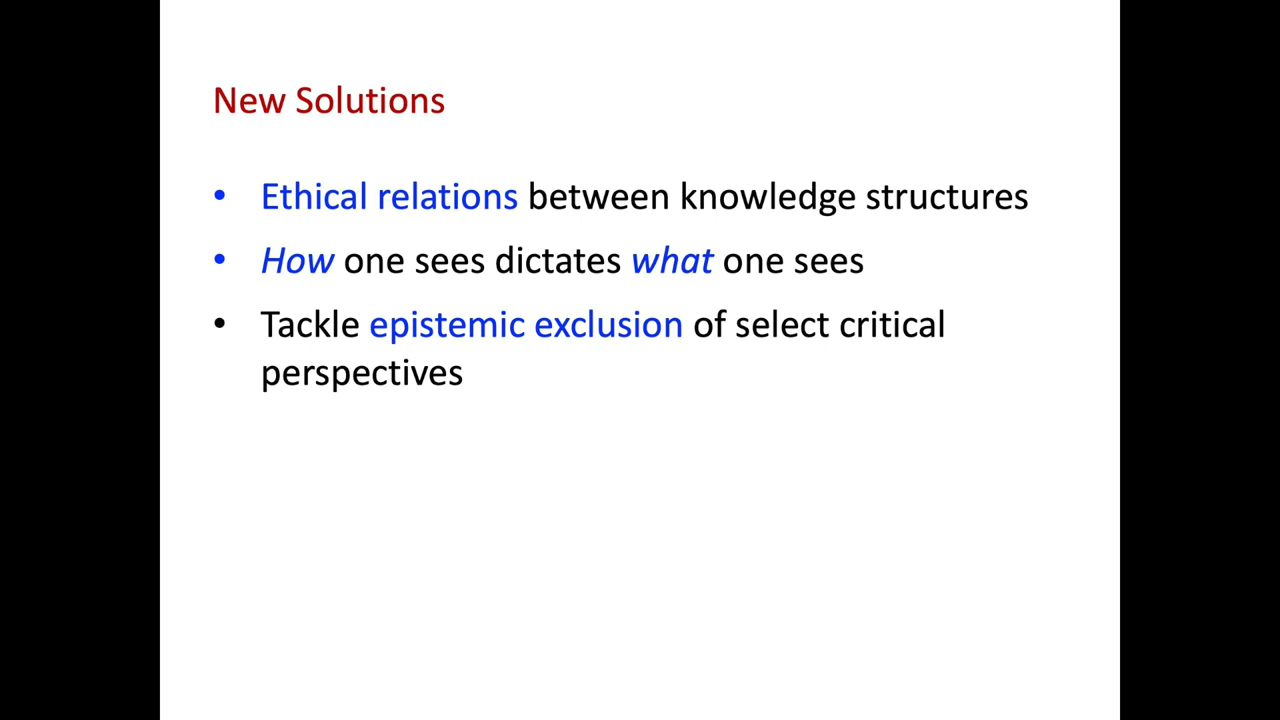 New Solutions
• Ethical relations between knowledge structures
• How one sees dictates what one sees
• Tackle epistemic exclusion of select critical
perspectives